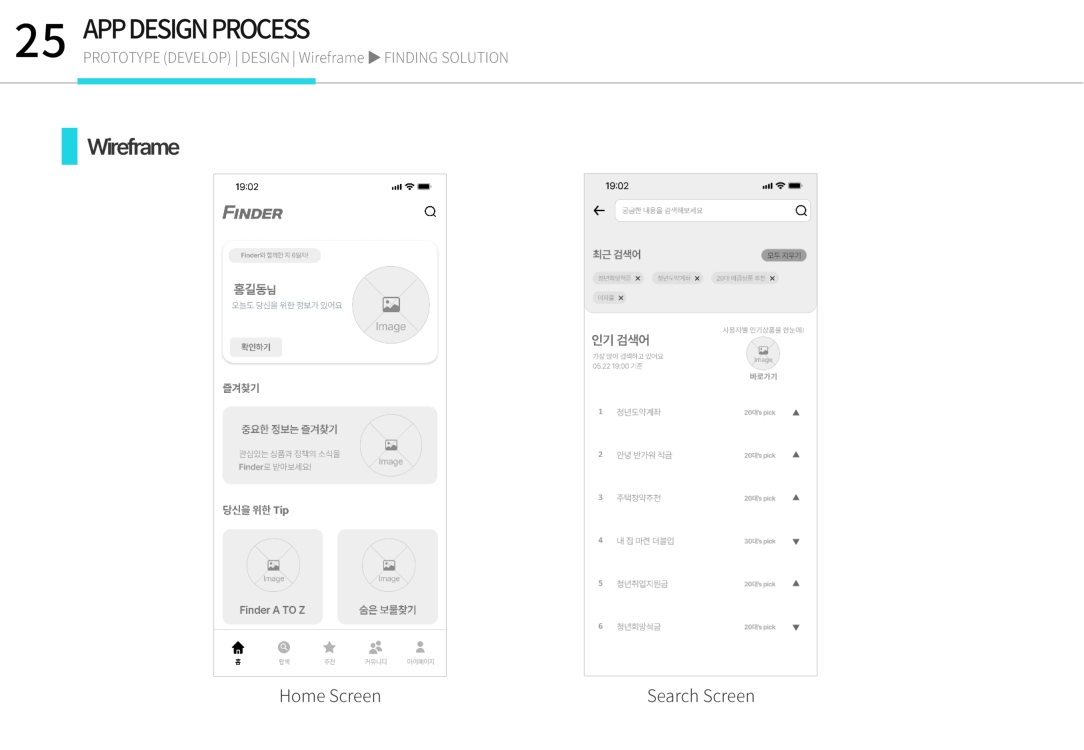 25
APP DESIGN PROCESS
PROTOTYPE (DEVELOP) | DESIGN | Wireframe ▶ FINDING SOLUTION
Wireframe
19:02
FINDER
Finder와 함께한 지 6일차!
홍길동님
오늘도 당신을 위한 정보가 있어요
Image
확인하기
즐겨찾기
중요한 정보는 즐겨찾기
관심있는 상품과 정책의 소식을
Finder로 받아보세요!
Image
당신을 위한 Tip
Image
Finder A TO Z
Image
숨은 보물찾기
홈
탐색
추천
커뮤니티
마이페이지
Home Screen
19:02
궁금한 내용을 검색해보세요
최근 검색어
모두 지우기
청년희망적금 ✕
청년도약계좌 ✕
20대 예금상품 추천 ✕
이자율 ✕
인기 검색어
가장 많이 검색하고 있어요
05.22 19:00 기준
사용자별 인기상품을 한눈에!
Image
바로가기
1 청년도약계좌 20대's pick ▲
2 안녕 반가워 적금 20대's pick ▲
3 주택청약추천 20대's pick ▲
4 내 집 마련 더블업 30대's pick ▼
5 청년취업지원금 20대's pick ▲
6 청년희망적금 20대's pick ▼
Search Screen